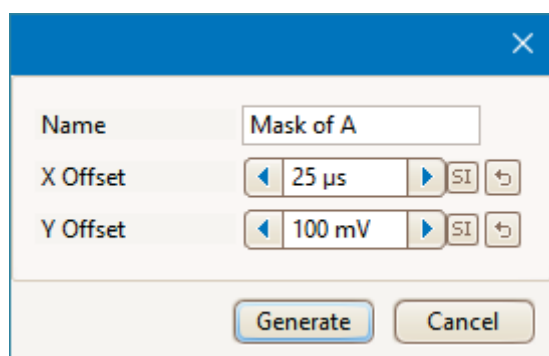 Name Mask of A
X Offset 25 µs SI
Y Offset 100 mV SI
Generate Cancel